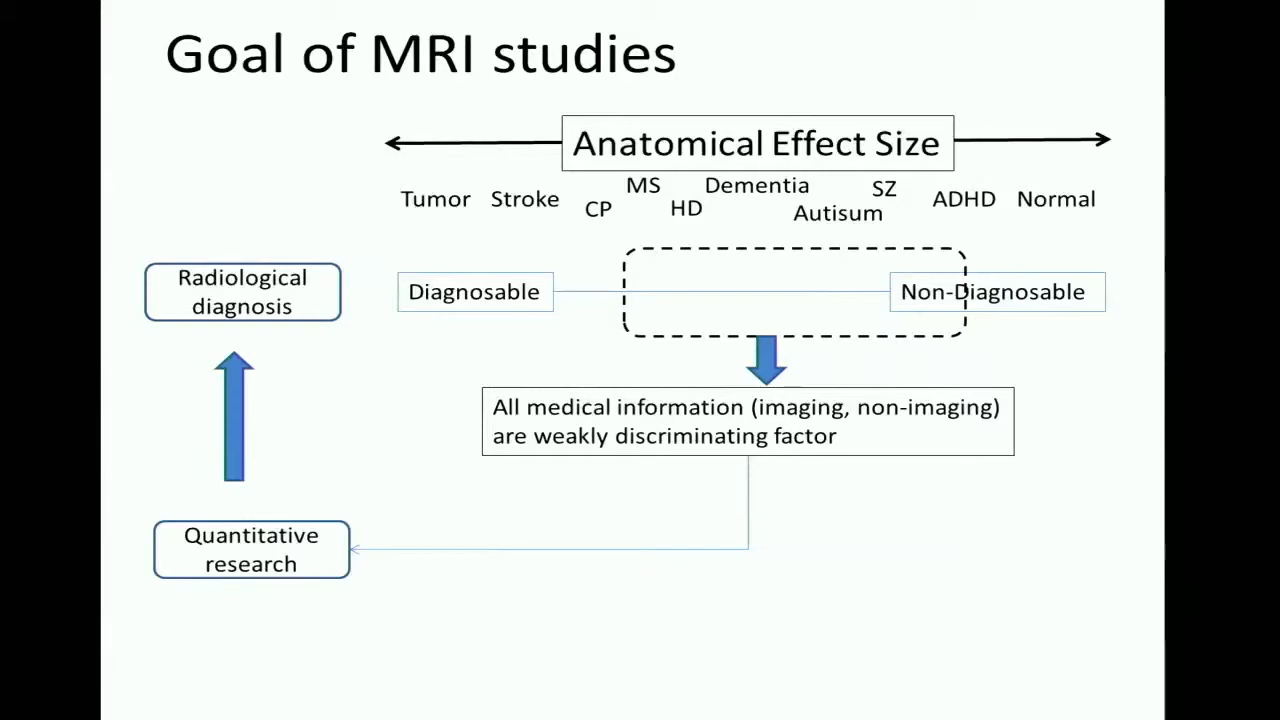 Goal of MRI studies
Anatomical Effect Size
Tumor Stroke CP MS HD Dementia Autisum SZ ADHD Normal
Radiological
diagnosis
Diagnosable
Non-Diagnosable
All medical information (imaging, non-imaging)
are weakly discriminating factor
Quantitative
research